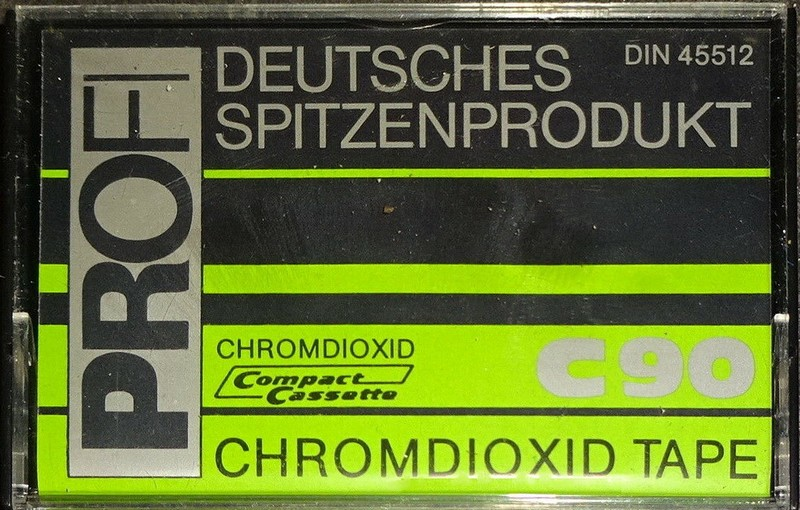 PROFI
DEUTSCHES
SPITZENPRODUKT
DIN 45512
CHROMDIOXID
Compact
Cassette
C90
CHROMDIOXID TAPE